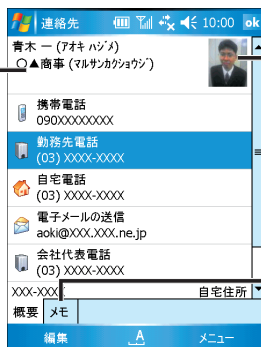 連絡先 10:00 ok
青木 一 (ｱｵｷ ﾊｼﾞﾒ)
○▲商事 (ﾏﾙｻﾝｶｸｼｮｳｼﾞ)
携帯電話
090XXXXXXXX
勤務先電話
(03) XXXX-XXXX
自宅電話
(03) XXXX-XXXX
電子メールの送信
aoki@XXX.XXX.ne.jp
会社代表電話
(03) XXXX-XXXX
XXX-XXX 自宅住所
概要 メモ
編集 A メニュー